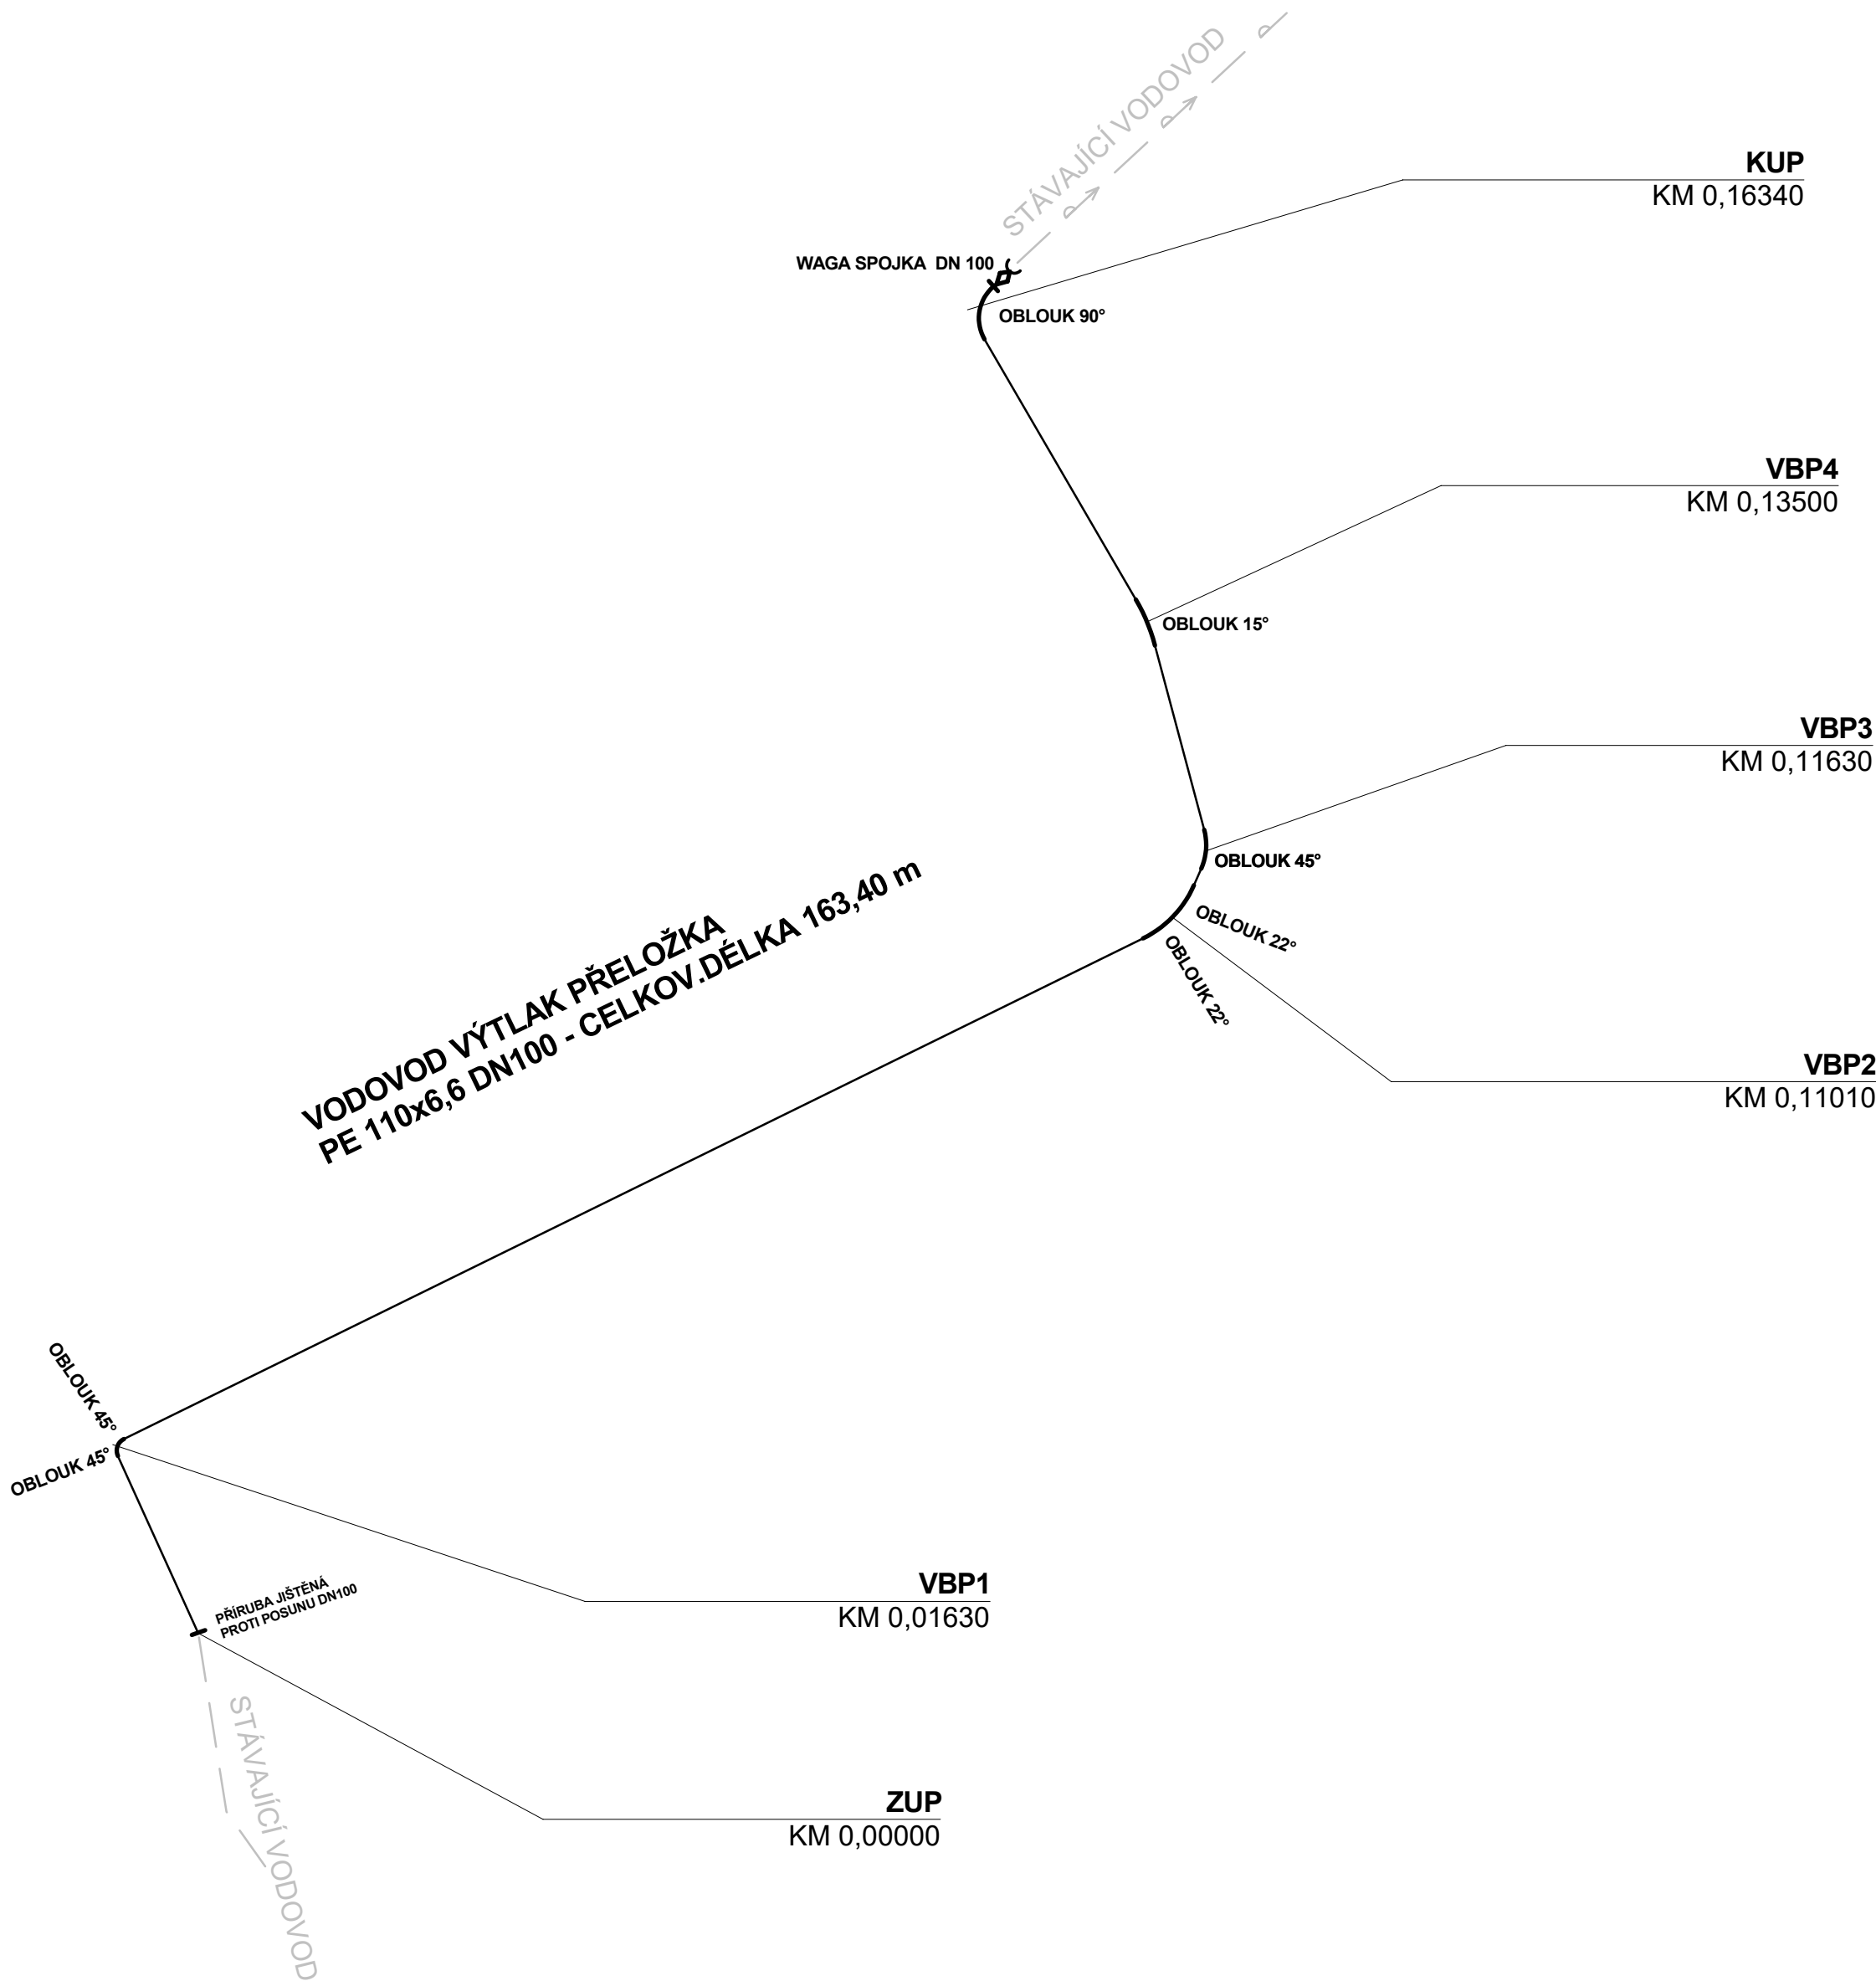 STÁVAJÍCÍ VODOVOD
KUP
KM 0,16340
WAGA SPOJKA DN 100
OBLOUK 90°
VBP4
KM 0,13500
OBLOUK 15°
VBP3
KM 0,11630
OBLOUK 45°
OBLOUK 22°
OBLOUK 22°
VBP2
KM 0,11010
VODOVOD VÝTLAK PŘELOŽKA
PE 110x6,6 DN100 - CELKOV.DÉLKA 163,40 m
OBLOUK 45°
OBLOUK 45°
VBP1
KM 0,01630
PŘÍRUBA JIŠTĚNÁ
PROTI POSUNU DN100
STÁVAJÍCÍ VODOVOD
ZUP
KM 0,00000